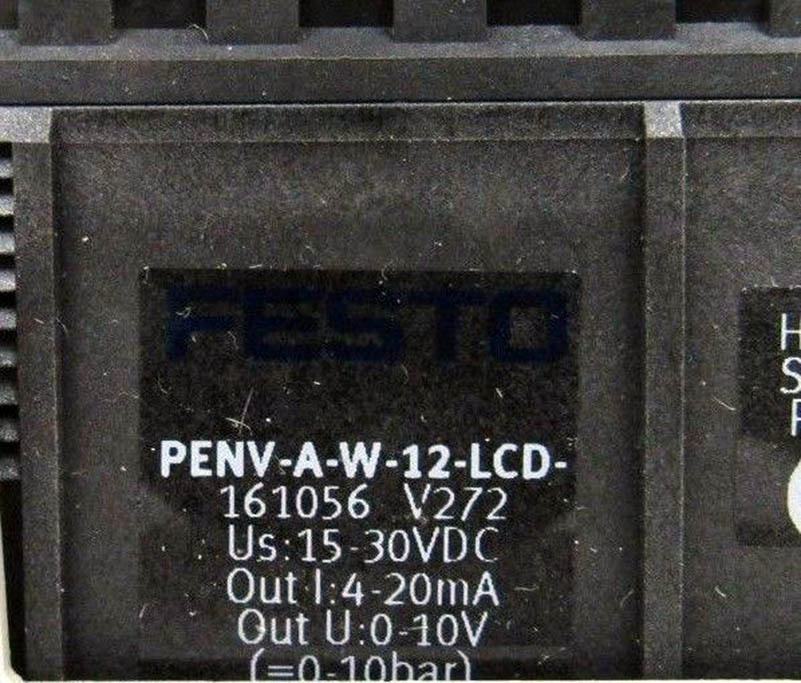 FESTO
PENV-A-W-12-LCD-
161056 V272
Us:15-30VDC
Out I:4-20mA
Out U:0-10V
(=0-10bar)
H
S